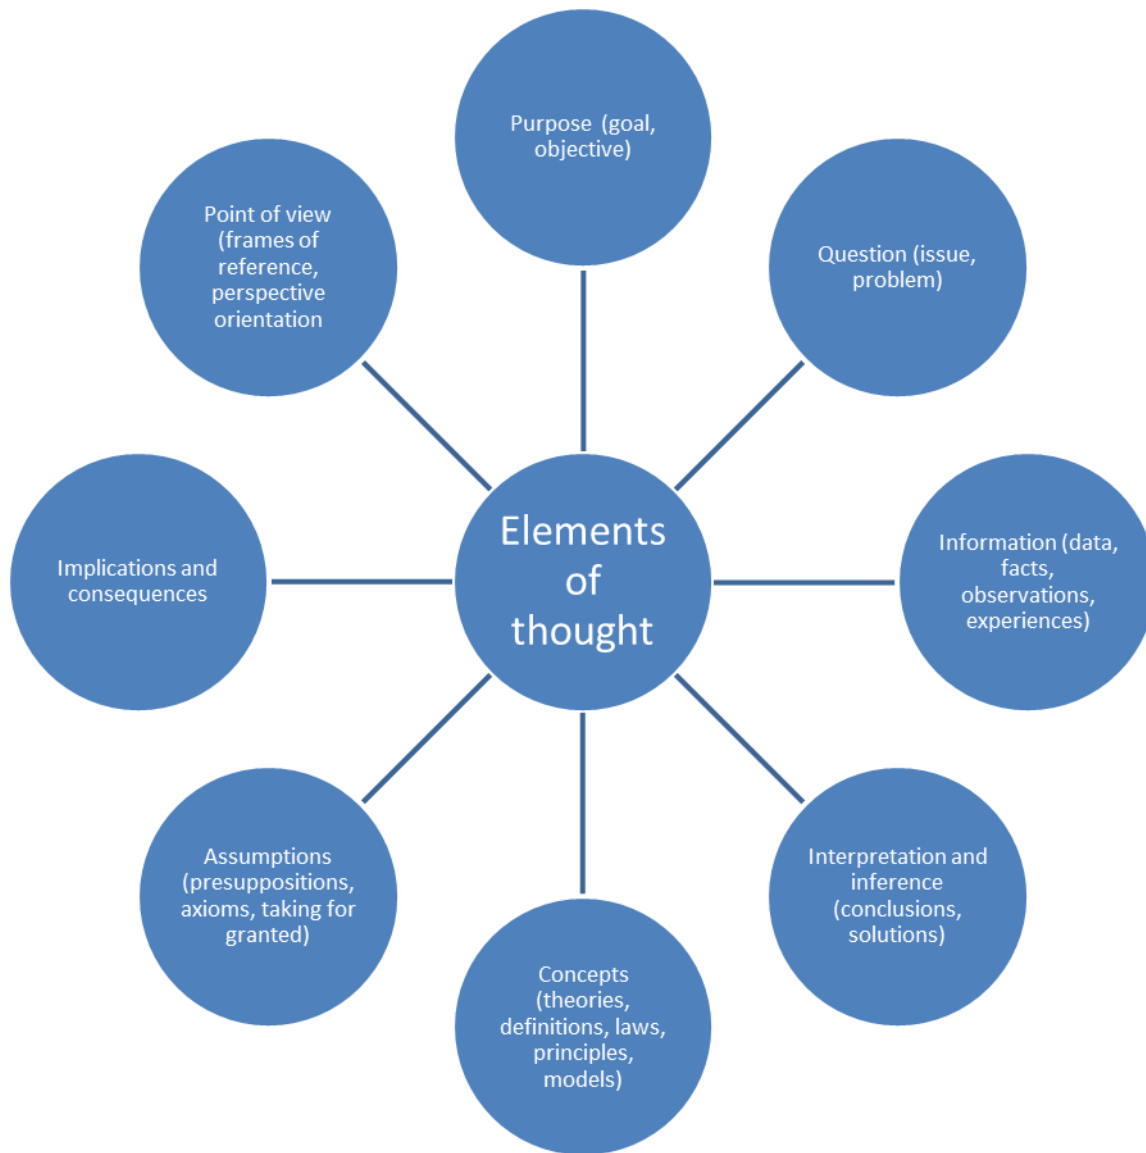 Purpose (goal,
objective)
Question (issue,
problem)
Information (data,
facts,
observations,
experiences)
Interpretation and
inference
(conclusions,
solutions)
Concepts
(theories,
definitions, laws,
principles,
models)
Assumptions
(presuppositions,
axioms, taking for
granted)
Implications and
consequences
Point of view
(frames of
reference,
perspective
orientation
Elements
of
thought